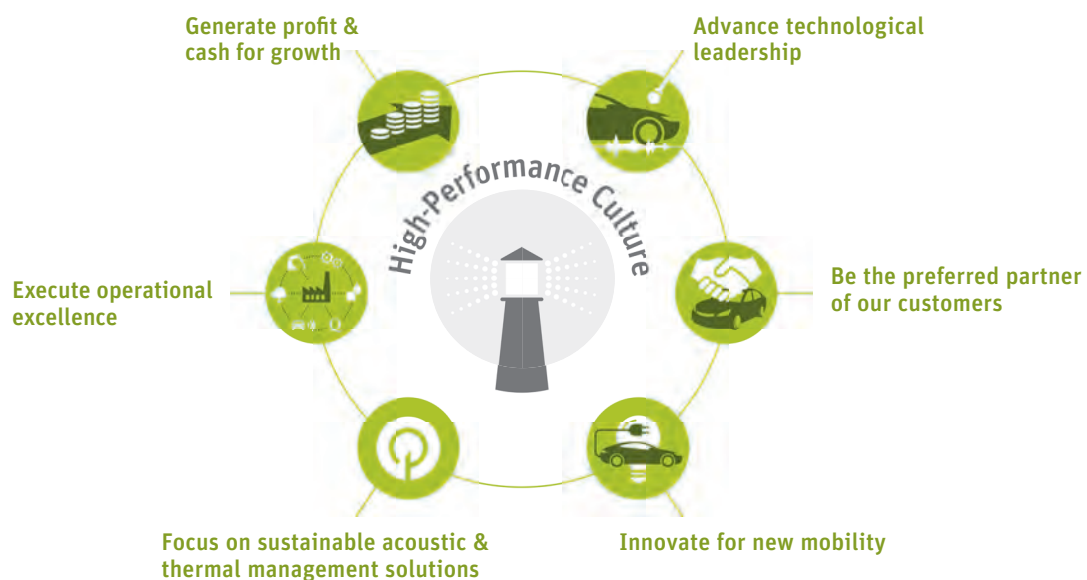 Generate profit &
cash for growth
Advance technological
leadership
High-Performance Culture
Execute operational
excellence
Be the preferred partner
of our customers
Focus on sustainable acoustic &
thermal management solutions
Innovate for new mobility